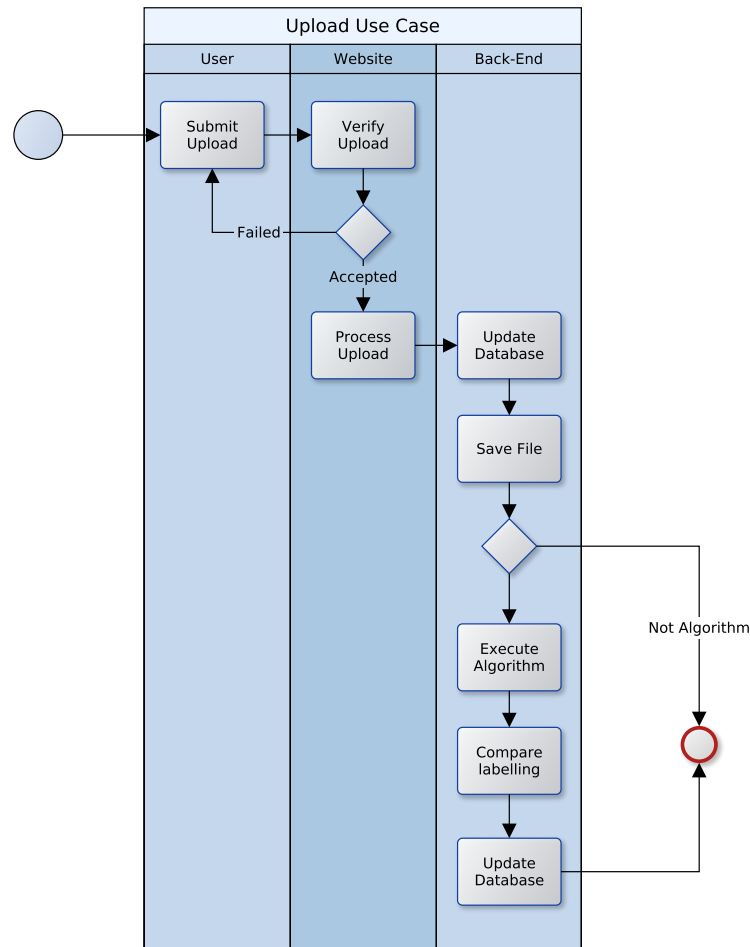 Upload Use Case
User
Website
Back-End
Submit
Upload
Verify
Upload
Failed
Accepted
Process
Upload
Update
Database
Save File
Not Algorithm
Execute
Algorithm
Compare
labelling
Update
Database